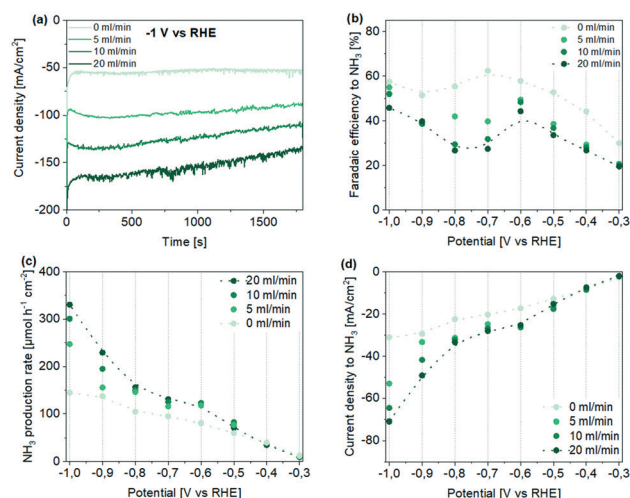 (a)
-1 V vs RHE
0 ml/min
5 ml/min
10 ml/min
20 ml/min
0
-50
-100
-150
-200
Current density [mA/cm²]
0
500
1000
1500
Time [s]
(b)
0 ml/min
5 ml/min
10 ml/min
20 ml/min
100
80
60
40
20
0
Faradaic efficiency to NH₃ [%]
-1,0
-0,9
-0,8
-0,7
-0,6
-0,5
-0,4
-0,3
Potential [V vs RHE]
(c)
20 ml/min
10 ml/min
5 ml/min
0 ml/min
400
300
200
100
0
NH₃ production rate [µmol h⁻¹ cm⁻²]
-1,0
-0,9
-0,8
-0,7
-0,6
-0,5
-0,4
-0,3
Potential [V vs RHE]
(d)
0 ml/min
5 ml/min
10 ml/min
20 ml/min
0
-20
-40
-60
-80
Current density to NH₃ [mA/cm²]
-1,0
-0,9
-0,8
-0,7
-0,6
-0,5
-0,4
-0,3
Potential [V vs RHE]